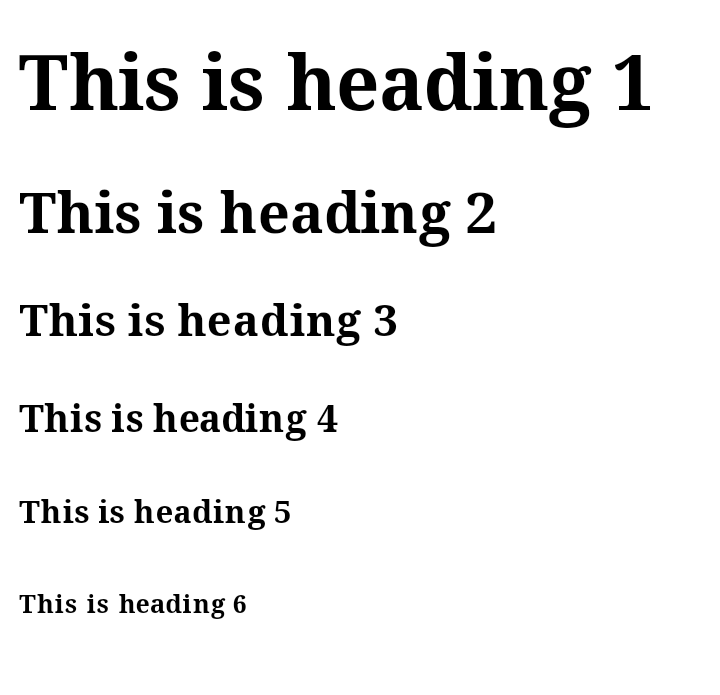 This is heading 1
This is heading 2
This is heading 3
This is heading 4
This is heading 5
This is heading 6